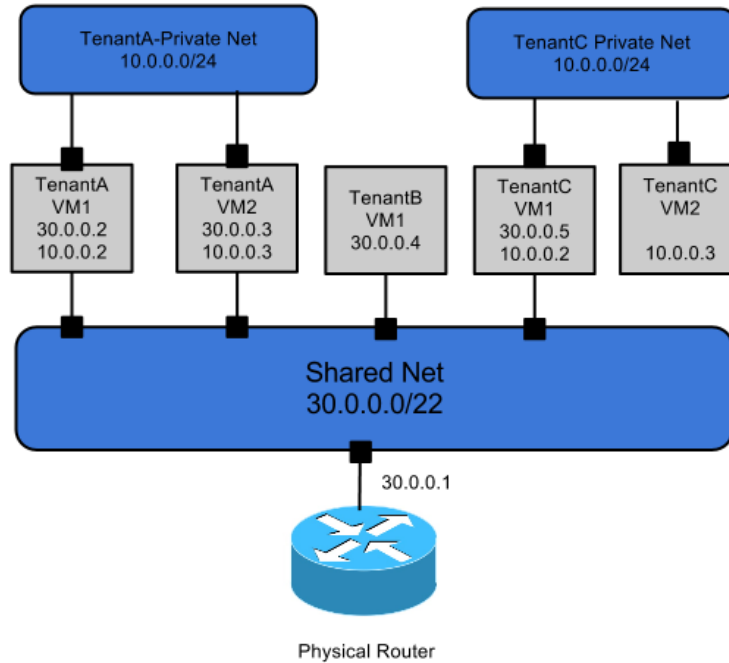 TenantA-Private Net
10.0.0.0/24
TenantC Private Net
10.0.0.0/24
TenantA
VM1
30.0.0.2
10.0.0.2
TenantA
VM2
30.0.0.3
10.0.0.3
TenantB
VM1
30.0.0.4
TenantC
VM1
30.0.0.5
10.0.0.2
TenantC
VM2
10.0.0.3
Shared Net
30.0.0.0/22
30.0.0.1
Physical Router